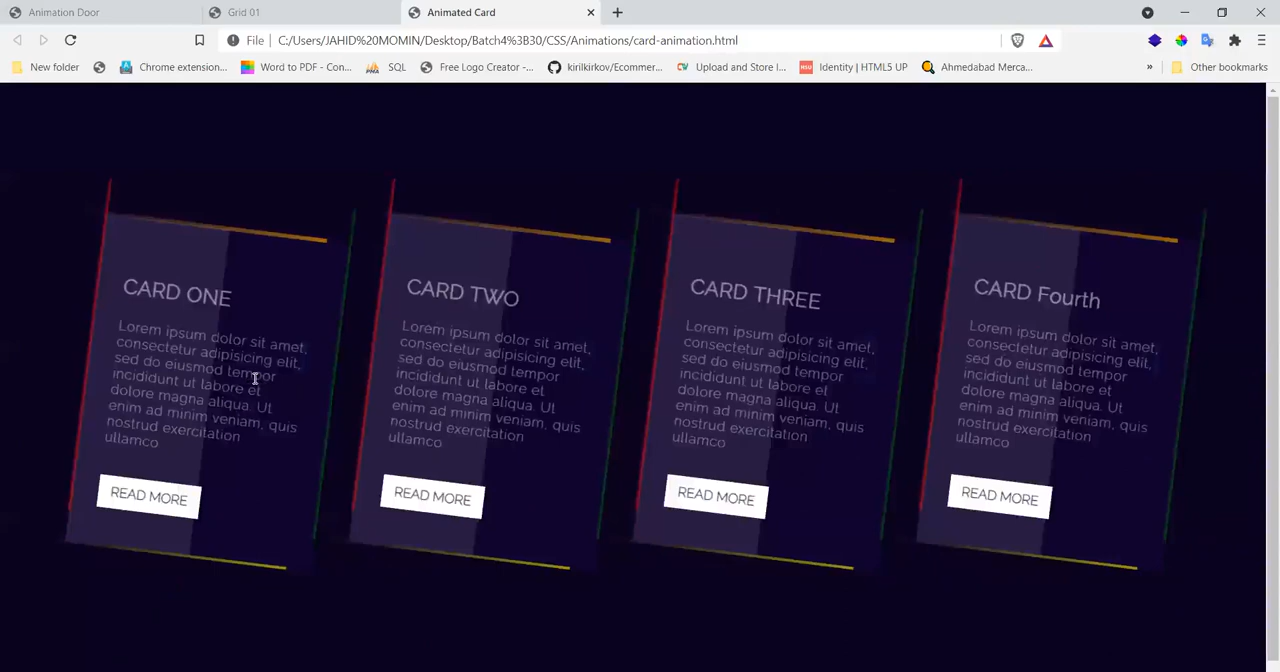 Animation Door
Grid 01
Animated Card
File
C:/Users/JAHID%20MOMIN/Desktop/Batch4%3B30/CSS/Animations/card-animation.html
New folder
Chrome extension...
Word to PDF - Con...
SQL
Free Logo Creator -...
kirilkirkov/Ecommer...
Upload and Store I...
Identity | HTML5 UP
Ahmedabad Merca...
»
Other bookmarks
CARD ONE
Lorem ipsum dolor sit amet,
consectetur adipisicing elit,
sed do eiusmod tempor
incididunt ut labore et
dolore magna aliqua. Ut
enim ad minim veniam, quis
nostrud exercitation
ullamco
READ MORE
CARD TWO
Lorem ipsum dolor sit amet,
consectetur adipisicing elit,
sed do eiusmod tempor
incididunt ut labore et
dolore magna aliqua. Ut
enim ad minim veniam, quis
nostrud exercitation
ullamco
READ MORE
CARD THREE
Lorem ipsum dolor sit amet,
consectetur adipisicing elit,
sed do eiusmod tempor
incididunt ut labore et
dolore magna aliqua. Ut
enim ad minim veniam, quis
nostrud exercitation
ullamco
READ MORE
CARD Fourth
Lorem ipsum dolor sit amet,
consectetur adipisicing elit,
sed do eiusmod tempor
incididunt ut labore et
dolore magna aliqua. Ut
enim ad minim veniam, quis
nostrud exercitation
ullamco
READ MORE